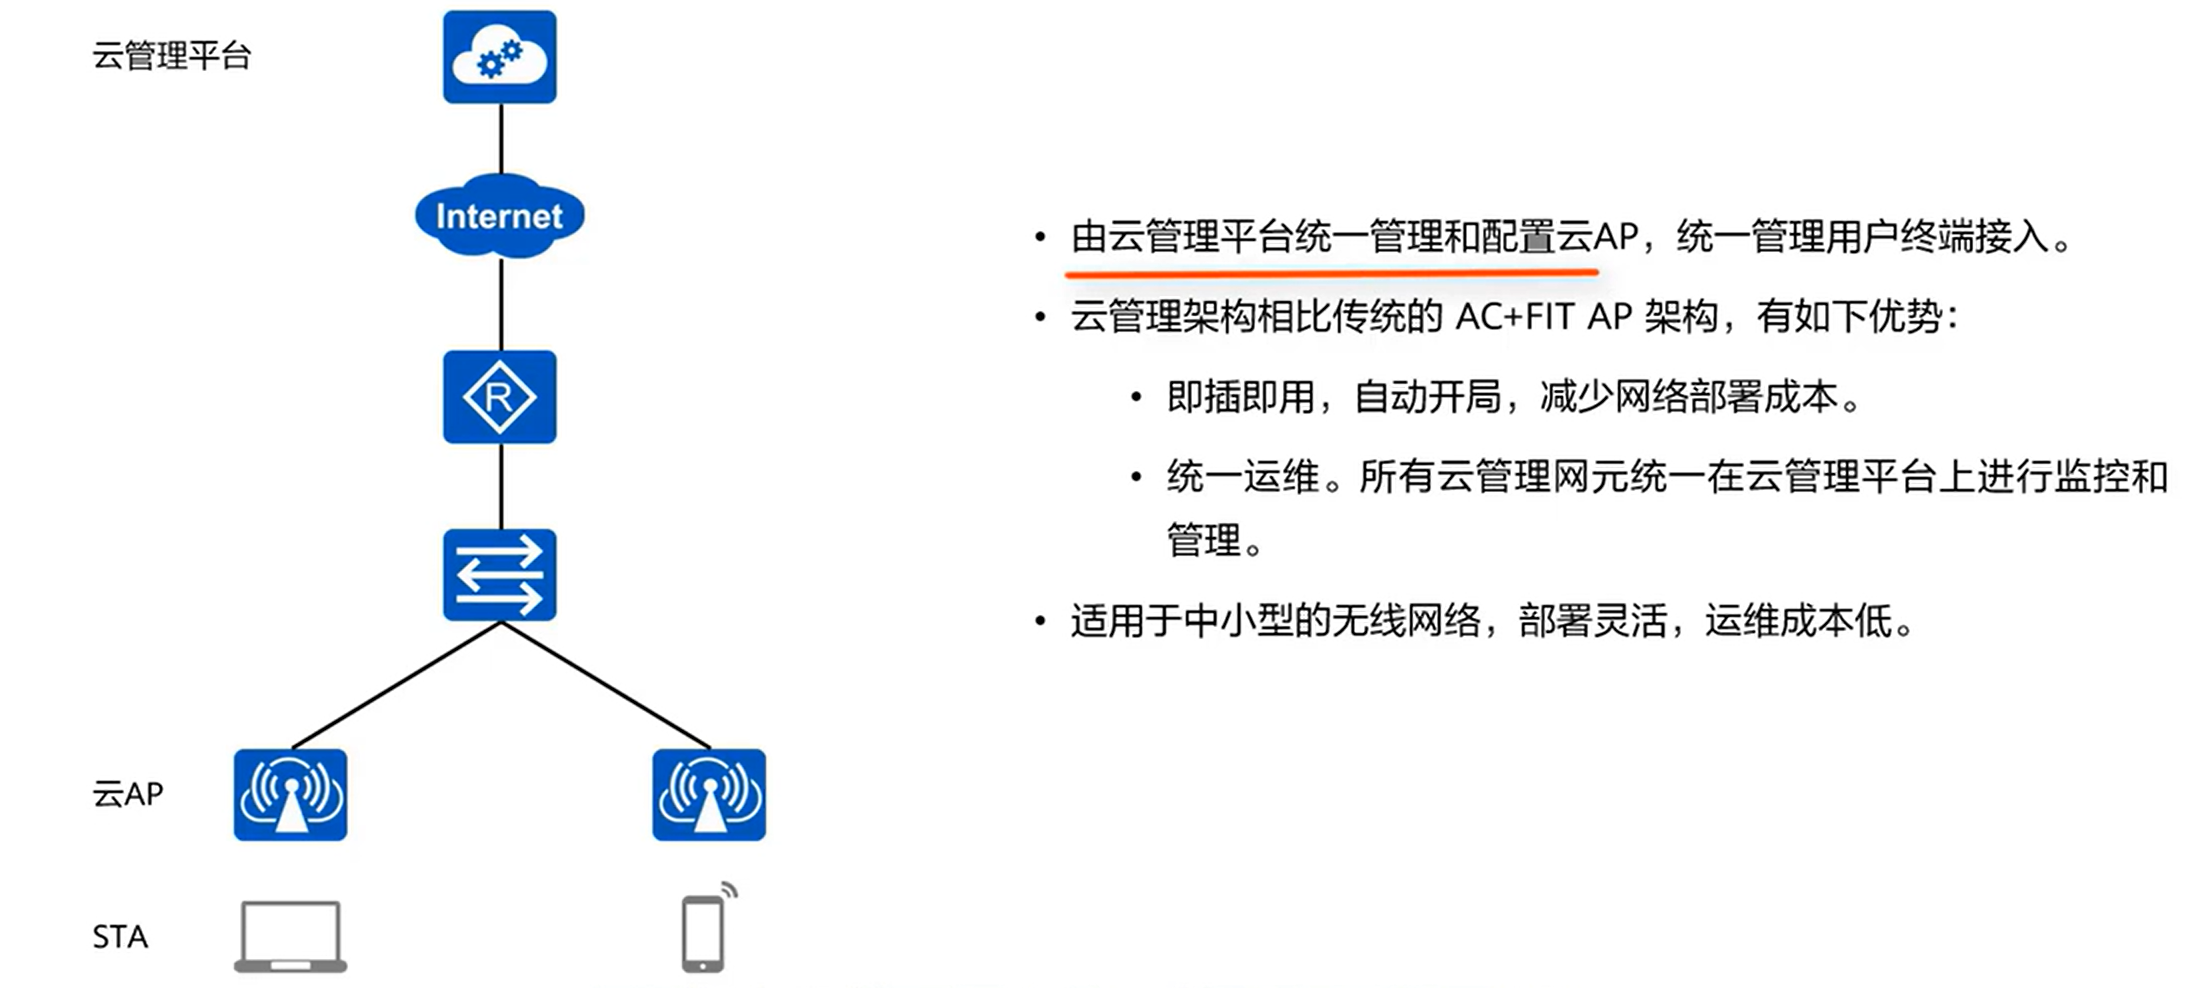 云管理平台
Internet
R
云AP
STA
• 由云管理平台统一管理和配置云AP，统一管理用户终端接入。
• 云管理架构相比传统的 AC+FIT AP 架构，有如下优势：
• 即插即用，自动开局，减少网络部署成本。
• 统一运维。所有云管理网元统一在云管理平台上进行监控和
管理。
• 适用于中小型的无线网络，部署灵活，运维成本低。